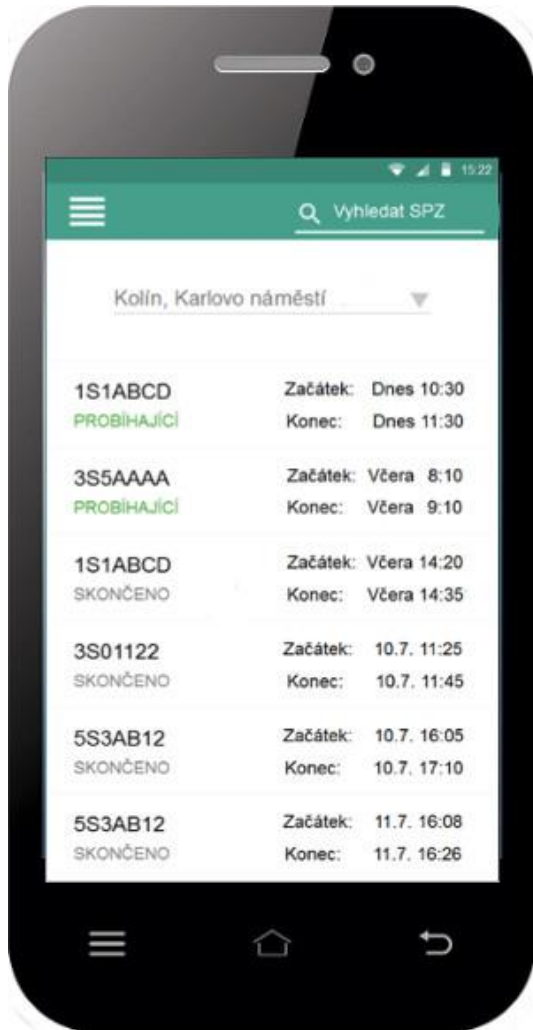 15:22
Vyhledat SPZ
Kolín, Karlovo náměstí
1S1ABCD Začátek: Dnes 10:30
PROBÍHAJÍCÍ Konec: Dnes 11:30
3S5AAAA Začátek: Včera 8:10
PROBÍHAJÍCÍ Konec: Včera 9:10
1S1ABCD Začátek: Včera 14:20
SKONČENO Konec: Včera 14:35
3S01122 Začátek: 10.7. 11:25
SKONČENO Konec: 10.7. 11:45
5S3AB12 Začátek: 10.7. 16:05
SKONČENO Konec: 10.7. 17:10
5S3AB12 Začátek: 11.7. 16:08
SKONČENO Konec: 11.7. 16:26